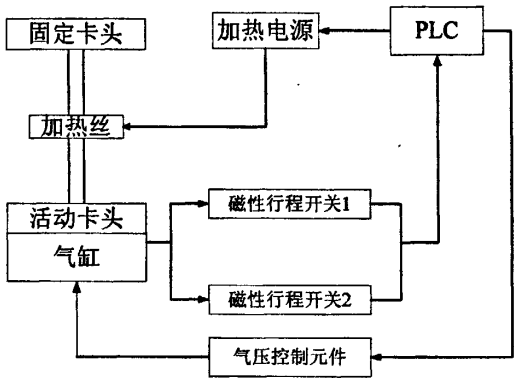 固定卡头
加热电源
PLC
加热丝
活动卡头
气缸
磁性行程开关1
磁性行程开关2
气压控制元件